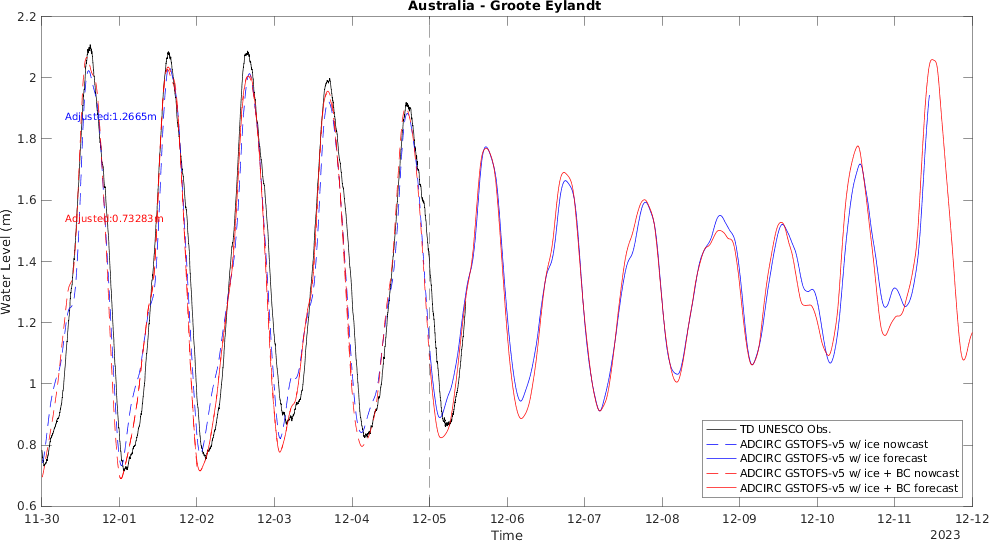 Australia - Groote Eylandt
2.2
2
1.8
1.6
1.4
1.2
1
0.8
0.6
Water Level (m)
Adjusted:1.2665m
Adjusted:0.73283m
TD UNESCO Obs.
ADCIRC GSTOFS-v5 w/ ice nowcast
ADCIRC GSTOFS-v5 w/ ice forecast
ADCIRC GSTOFS-v5 w/ ice + BC nowcast
ADCIRC GSTOFS-v5 w/ ice + BC forecast
11-30 12-01 12-02 12-03 12-04 12-05 12-06 12-07 12-08 12-09 12-10 12-11 12-12
Time
2023